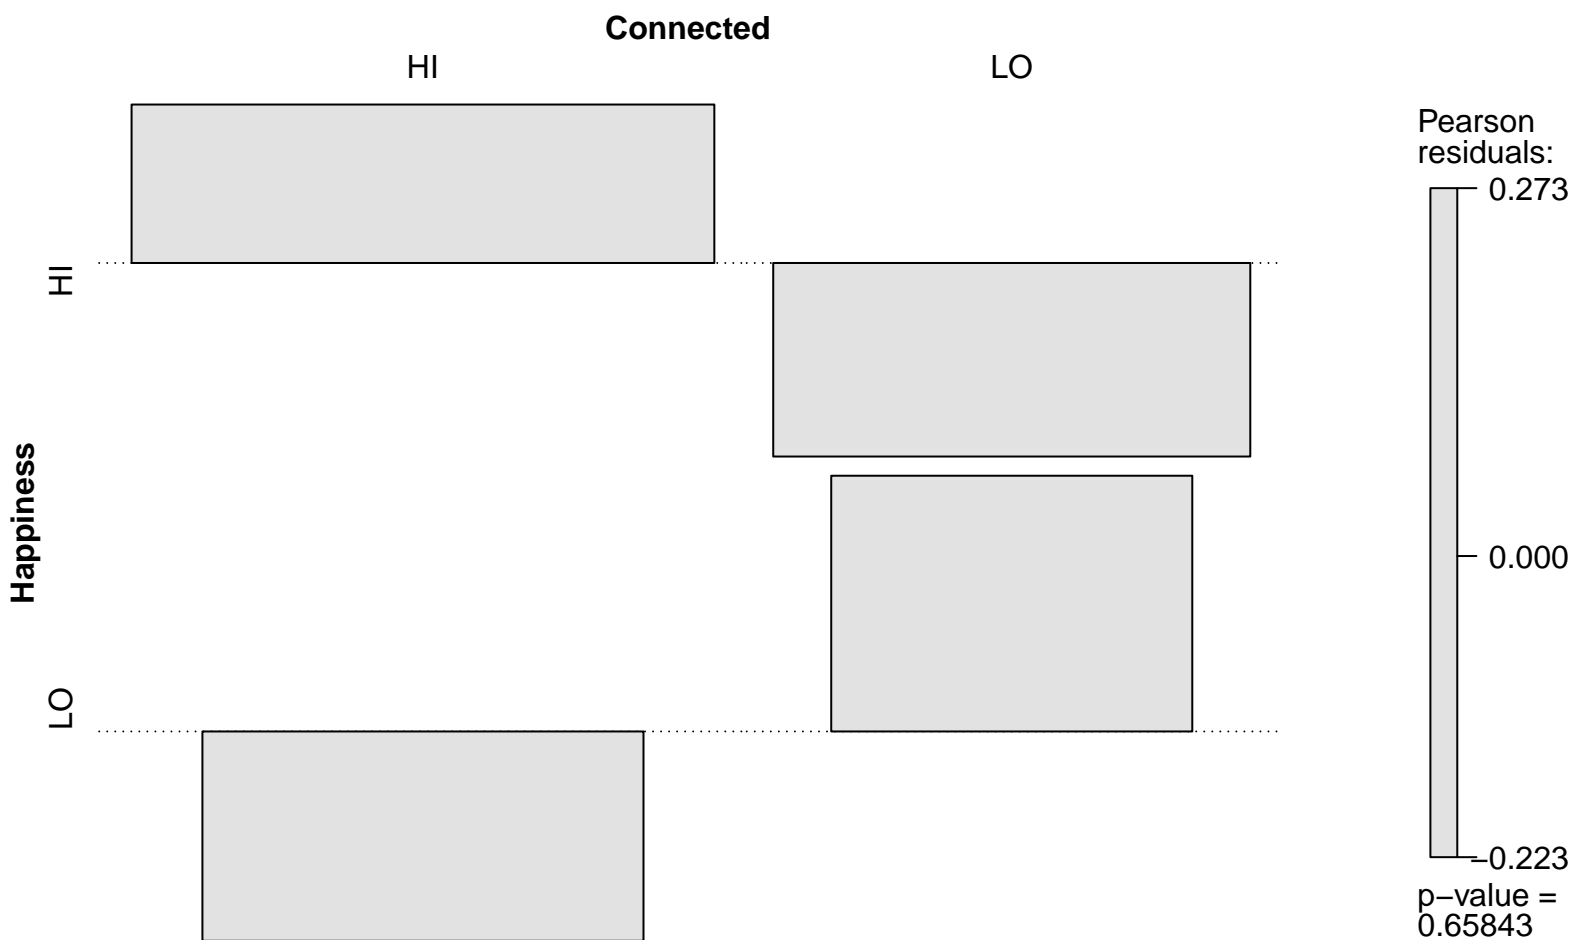 Connected
HI
LO
HI
LO
Happiness
Pearson
residuals:
0.273
0.000
−0.223
p−value =
0.65843